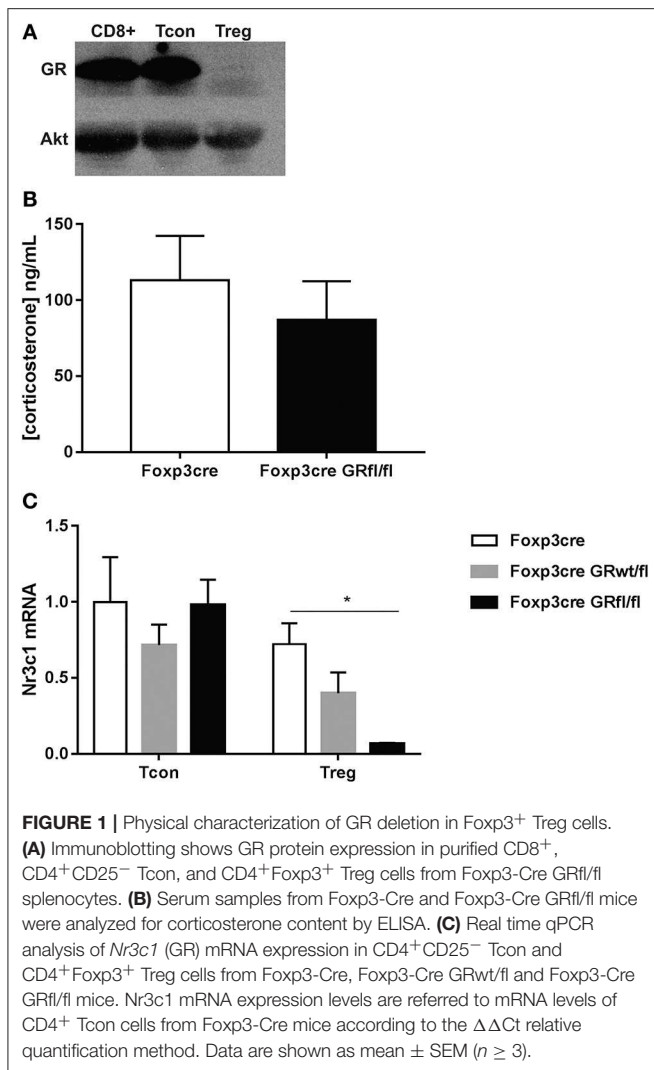 A
CD8+ Tcon Treg
GR
Akt
B
150
100
50
0
[corticosterone] ng/mL
Foxp3cre Foxp3cre GRfl/fl
C
1.5
1.0
0.5
0.0
Nr3c1 mRNA
*
Tcon Treg
Foxp3cre
Foxp3cre GRwt/fl
Foxp3cre GRfl/fl
FIGURE 1 | Physical characterization of GR deletion in Foxp3⁺ Treg cells.
(A) Immunoblotting shows GR protein expression in purified CD8⁺,
CD4⁺CD25⁻ Tcon, and CD4⁺Foxp3⁺ Treg cells from Foxp3-Cre GRfl/fl
splenocytes. (B) Serum samples from Foxp3-Cre and Foxp3-Cre GRfl/fl mice
were analyzed for corticosterone content by ELISA. (C) Real time qPCR
analysis of Nr3c1 (GR) mRNA expression in CD4⁺CD25⁻ Tcon and
CD4⁺Foxp3⁺ Treg cells from Foxp3-Cre, Foxp3-Cre GRwt/fl and Foxp3-Cre
GRfl/fl mice. Nr3c1 mRNA expression levels are referred to mRNA levels of
CD4⁺ Tcon cells from Foxp3-Cre mice according to the ΔΔCt relative
quantification method. Data are shown as mean ± SEM (n ≥ 3).